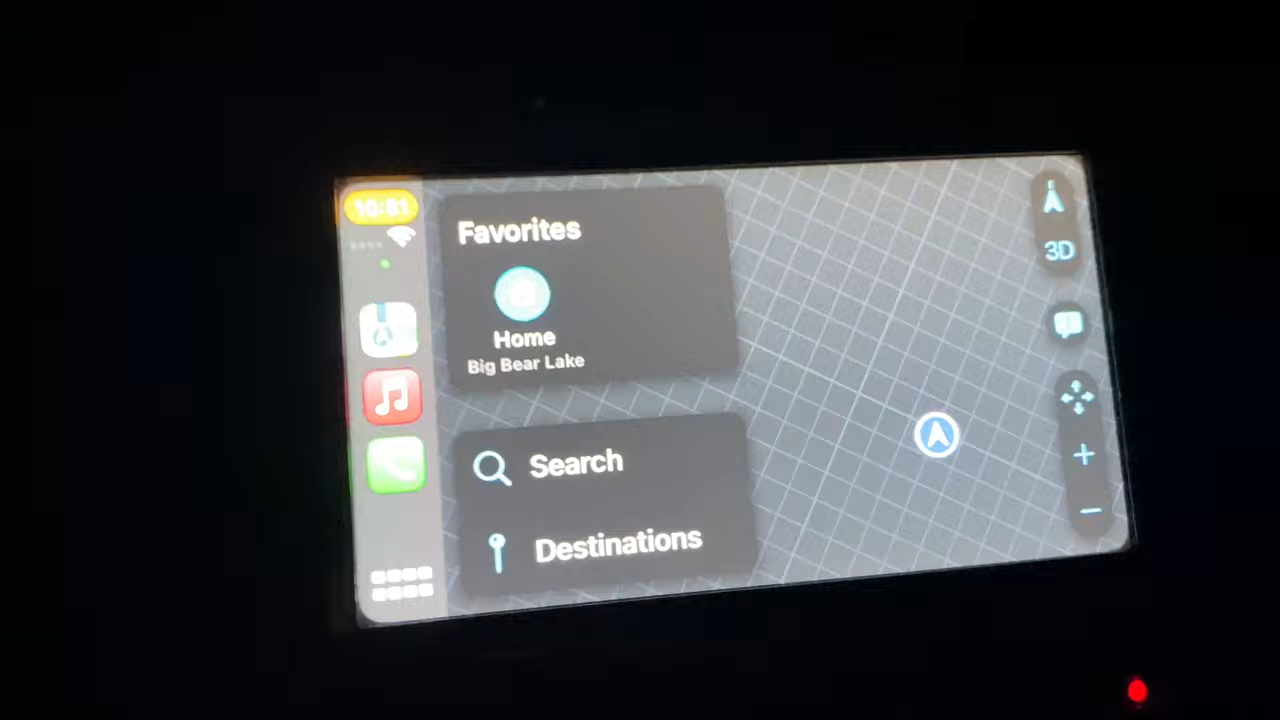 10:51
Favorites
Home
Big Bear Lake
Search
Destinations
3D